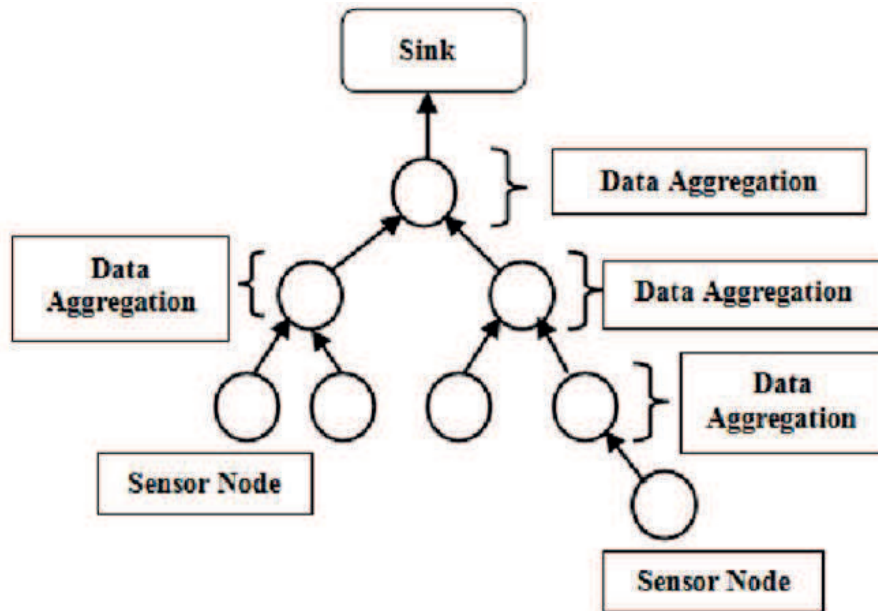 Sink
Data Aggregation
Data
Aggregation
Data Aggregation
Data
Aggregation
Sensor Node
Sensor Node